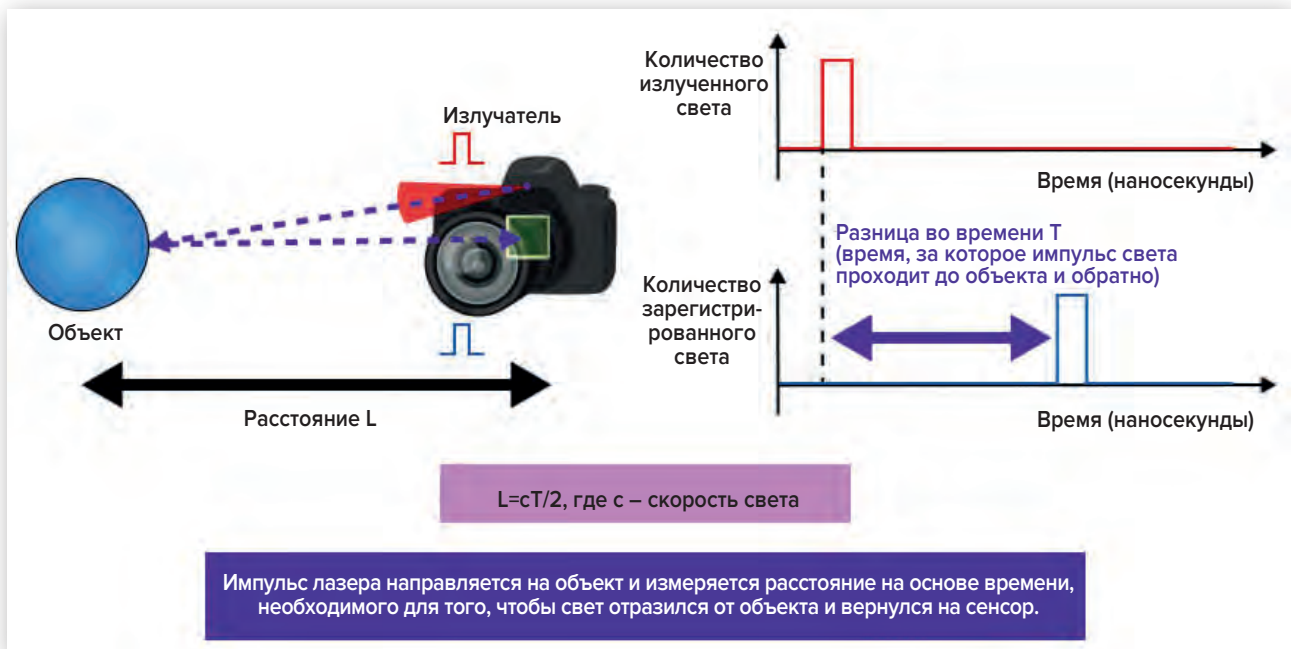 Излучатель
Объект
Расстояние L
Количество
излученного
света
Время (наносекунды)
Разница во времени T
(время, за которое импульс света
проходит до объекта и обратно)
Количество
зарегистри-
рованного
света
Время (наносекунды)
L=cT/2, где с – скорость света
Импульс лазера направляется на объект и измеряется расстояние на основе времени,
необходимого для того, чтобы свет отразился от объекта и вернулся на сенсор.